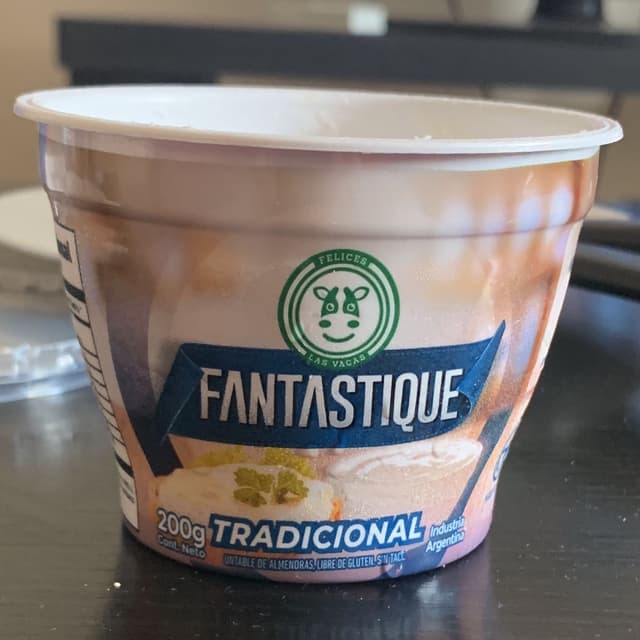 FELICES
LAS VACAS
FANTASTIQUE
200g
Cont. Neto
TRADICIONAL
Industria
Argentina
UNTABLE DE ALMENDRAS, LIBRE DE GLUTEN, SIN TACC